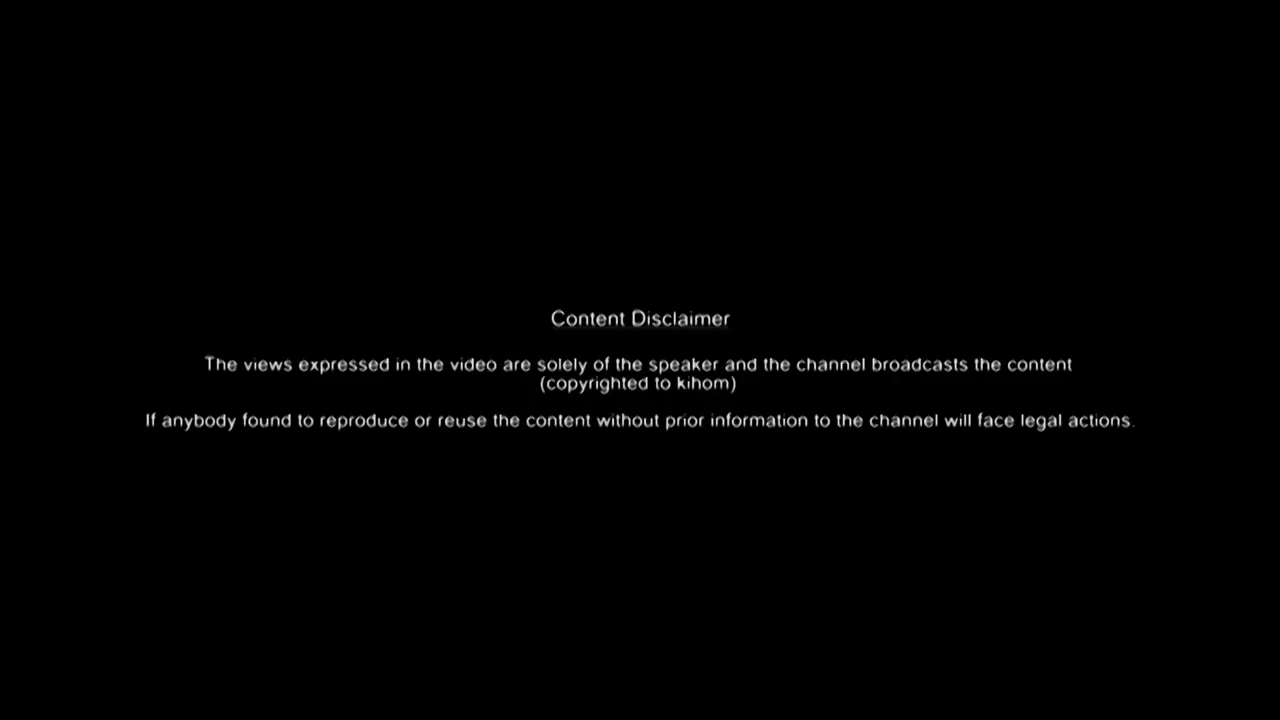 Content Disclaimer
The views expressed in the video are solely of the speaker and the channel broadcasts the content
(copyrighted to kihom)
If anybody found to reproduce or reuse the content without prior information to the channel will face legal actions.